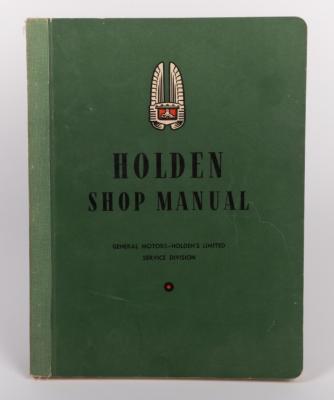 HOLDEN
SHOP MANUAL
GENERAL MOTORS-HOLDEN'S LIMITED
SERVICE DIVISION